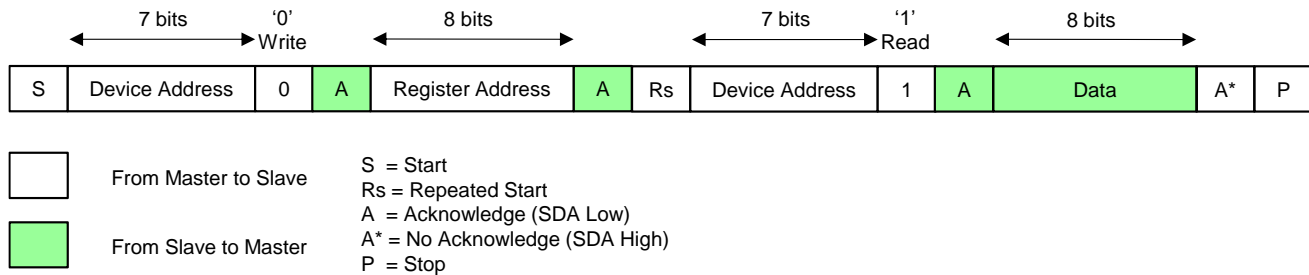 7 bits ‘0’ 8 bits 7 bits ‘1’ 8 bits
Write Read
S Device Address 0 A Register Address A Rs Device Address 1 A Data A* P
From Master to Slave
From Slave to Master
S = Start
Rs = Repeated Start
A = Acknowledge (SDA Low)
A* = No Acknowledge (SDA High)
P = Stop